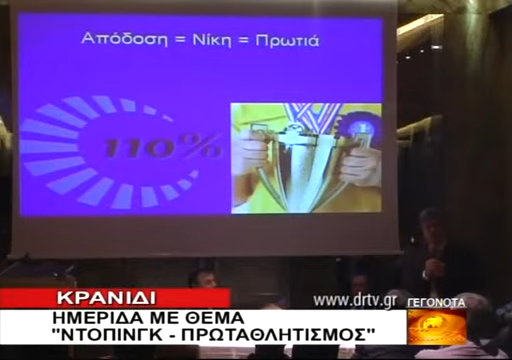 Απόδοση = Νίκη = Πρωτιά
110%
ΚΡΑΝΙΔΙ
www.drtv.gr
ΓΕΓΟΝΟΤΑ
ΗΜΕΡΙΔΑ ΜΕ ΘΕΜΑ
"ΝΤΟΠΙΝΓΚ - ΠΡΩΤΑΘΛΗΤΙΣΜΟΣ"